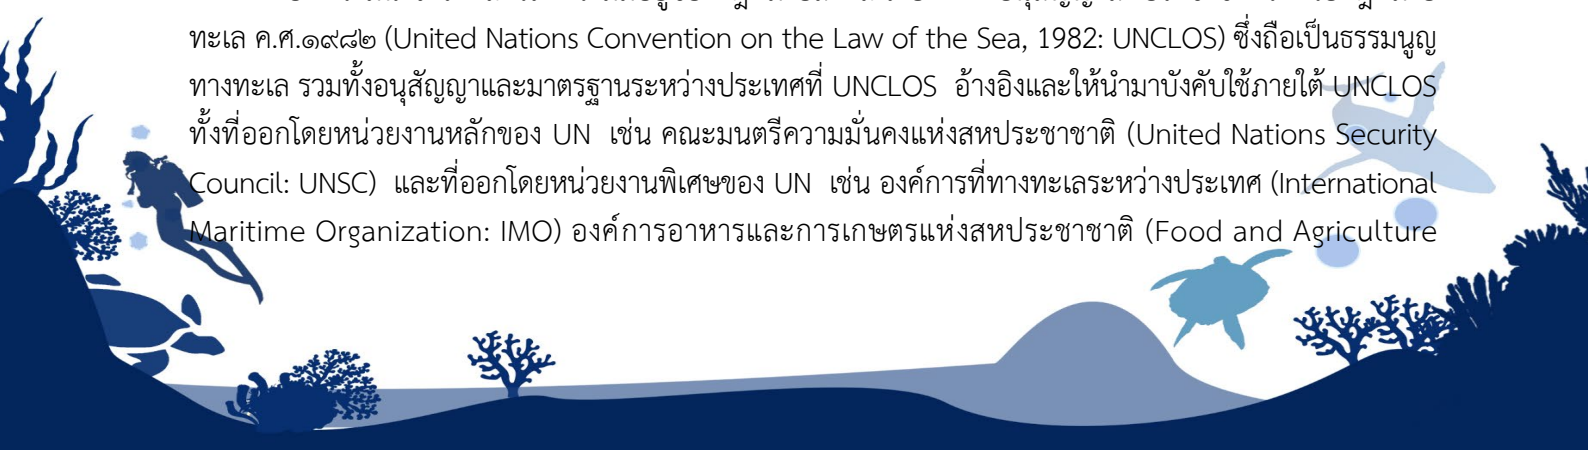 ทะเล ค.ศ.๑๙๘๒ (United Nations Convention on the Law of the Sea, 1982: UNCLOS) ซึ่งถือเป็นธรรมนูญ
ทางทะเล รวมทั้งอนุสัญญาและมาตรฐานระหว่างประเทศที่ UNCLOS อ้างอิงและให้นำมาบังคับใช้ภายใต้ UNCLOS
ทั้งที่ออกโดยหน่วยงานหลักของ UN เช่น คณะมนตรีความมั่นคงแห่งสหประชาชาติ (United Nations Security
Council: UNSC) และที่ออกโดยหน่วยงานพิเศษของ UN เช่น องค์การที่ทางทะเลระหว่างประเทศ (International
Maritime Organization: IMO) องค์การอาหารและการเกษตรแห่งสหประชาชาติ (Food and Agriculture